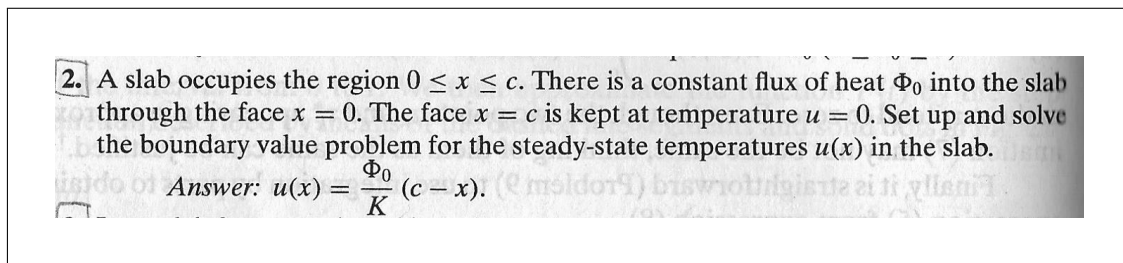 2. A slab occupies the region 0 ≤ x ≤ c. There is a constant flux of heat Φ₀ into the slab
through the face x = 0. The face x = c is kept at temperature u = 0. Set up and solve
the boundary value problem for the steady-state temperatures u(x) in the slab.
Answer: u(x) = Φ₀/K (c − x).